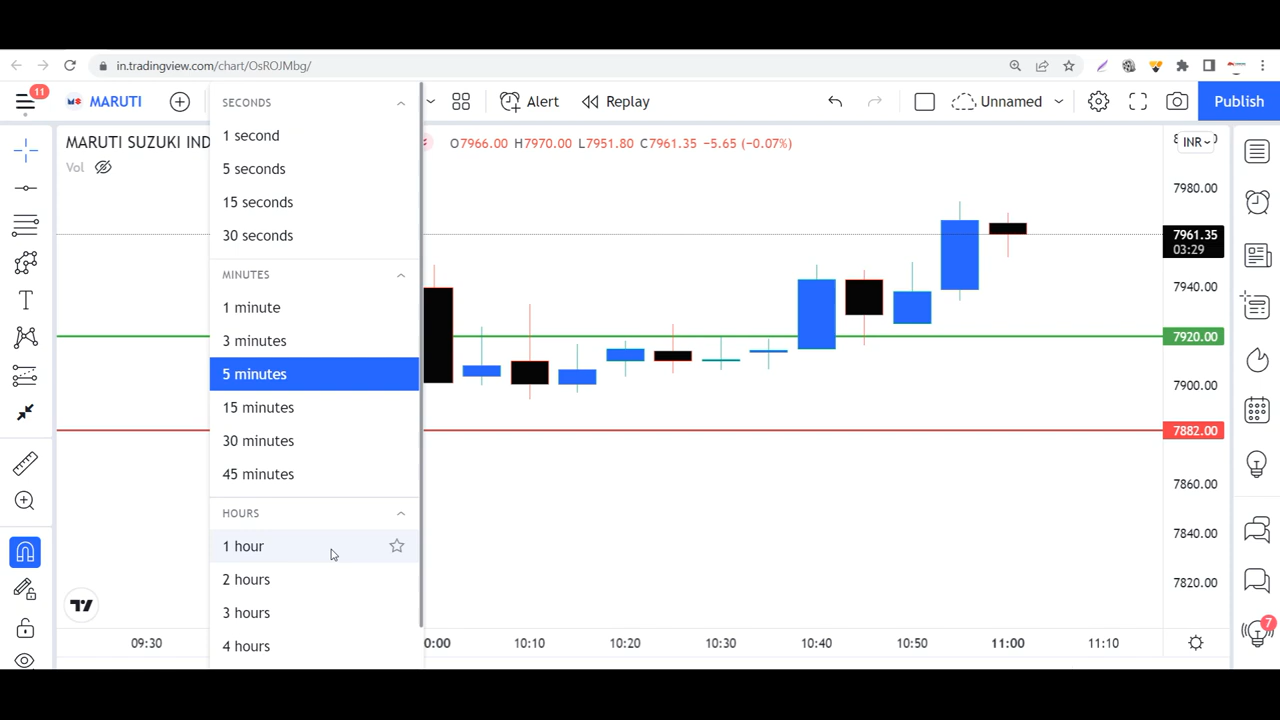 in.tradingview.com/chart/OsROJMbg/
11
MARUTI
Alert
Replay
Unnamed
Publish
MARUTI SUZUKI IND
O7966.00 H7970.00 L7951.80 C7961.35 −5.65 (−0.07%)
Vol
INR
SECONDS
1 second
5 seconds
15 seconds
30 seconds
MINUTES
1 minute
3 minutes
5 minutes
15 minutes
30 minutes
45 minutes
HOURS
1 hour
2 hours
3 hours
4 hours
7980.00
7961.35
03:29
7940.00
7920.00
7900.00
7882.00
7860.00
7840.00
7820.00
7
09:30
0:00
10:10
10:20
10:30
10:40
10:50
11:00
11:10